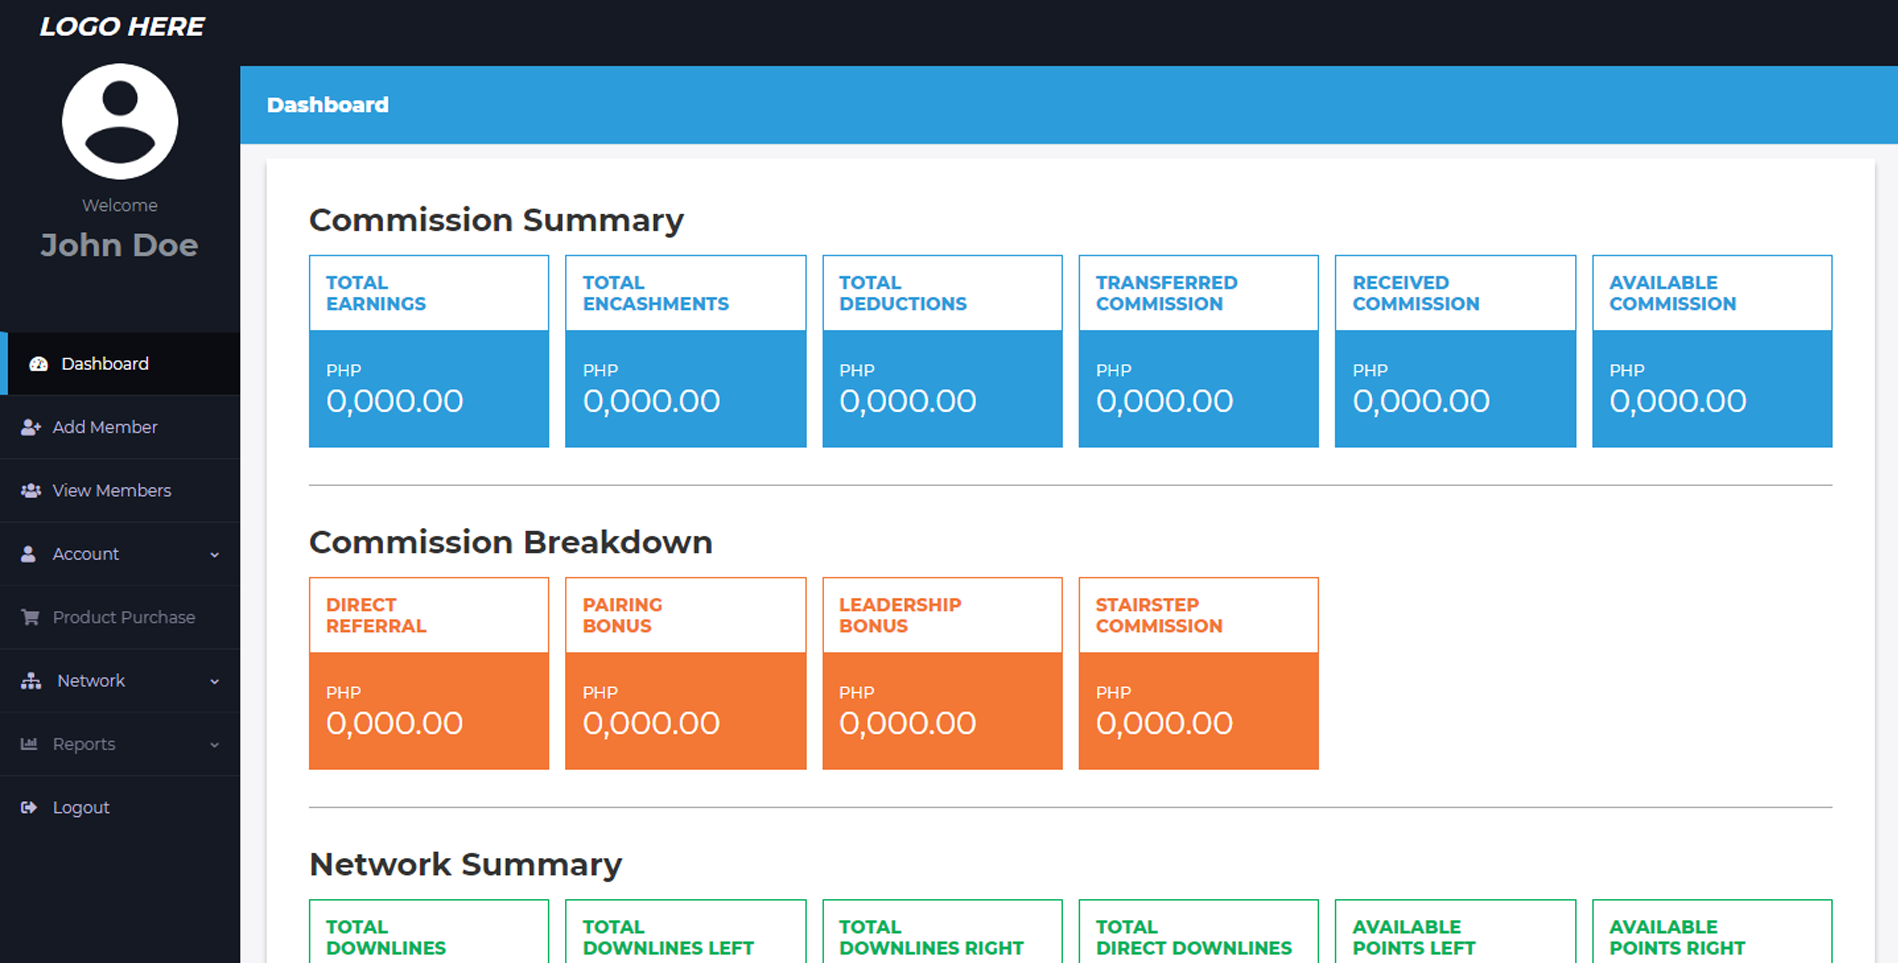 LOGO HERE
Welcome
John Doe
Dashboard
Add Member
View Members
Account
Product Purchase
Network
Reports
Logout
Dashboard
Commission Summary
TOTAL
EARNINGS
PHP
0,000.00
TOTAL
ENCASHMENTS
PHP
0,000.00
TOTAL
DEDUCTIONS
PHP
0,000.00
TRANSFERRED
COMMISSION
PHP
0,000.00
RECEIVED
COMMISSION
PHP
0,000.00
AVAILABLE
COMMISSION
PHP
0,000.00
Commission Breakdown
DIRECT
REFERRAL
PHP
0,000.00
PAIRING
BONUS
PHP
0,000.00
LEADERSHIP
BONUS
PHP
0,000.00
STAIRSTEP
COMMISSION
PHP
0,000.00
Network Summary
TOTAL
DOWNLINES
TOTAL
DOWNLINES LEFT
TOTAL
DOWNLINES RIGHT
TOTAL
DIRECT DOWNLINES
AVAILABLE
POINTS LEFT
AVAILABLE
POINTS RIGHT